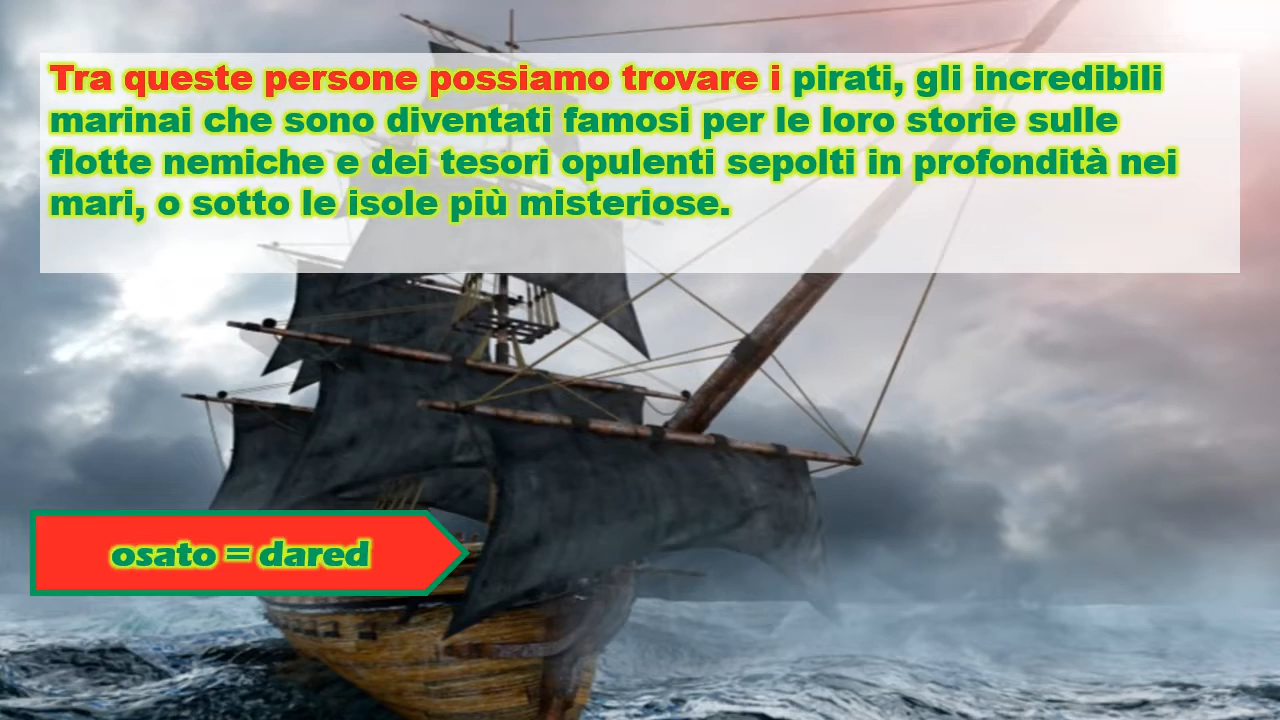 Tra queste persone possiamo trovare i pirati, gli incredibili
marinai che sono diventati famosi per le loro storie sulle
flotte nemiche e dei tesori opulenti sepolti in profondità nei
mari, o sotto le isole più misteriose.
osato = dared